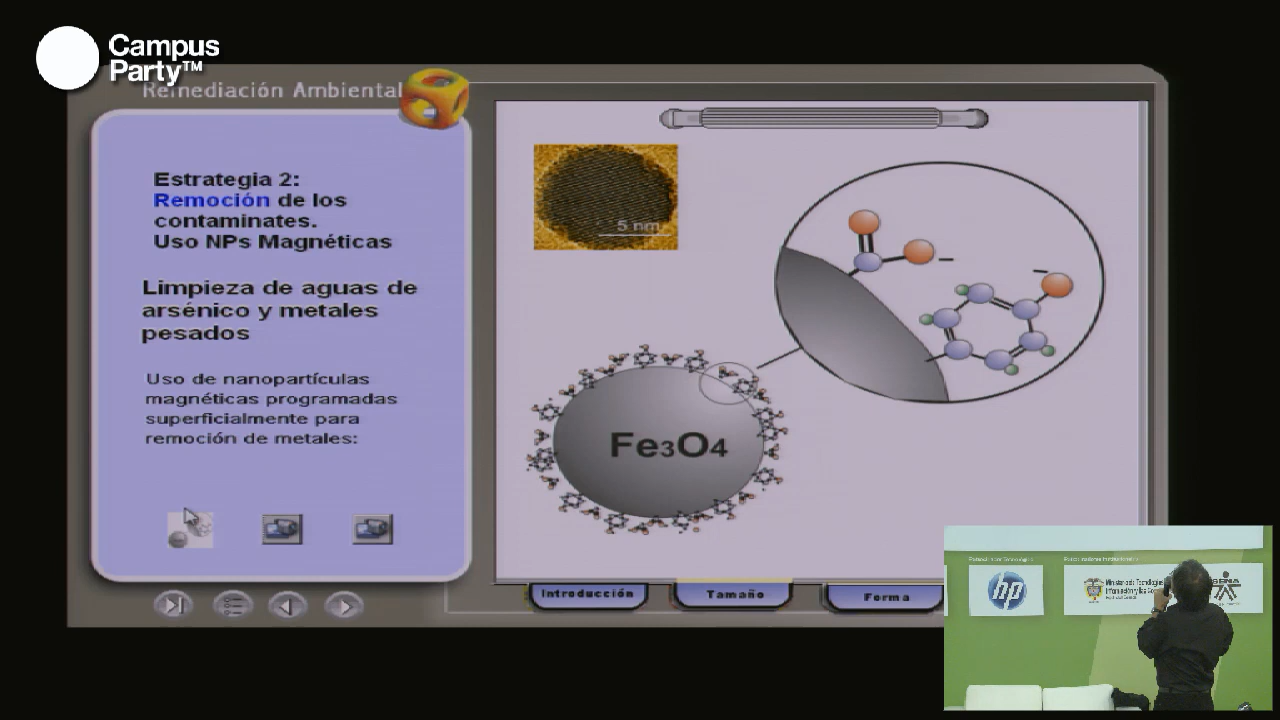 Campus
Party™
Remediación Ambiental
Estrategia 2:
Remoción de los
contaminates.
Uso NPs Magnéticas
Limpieza de aguas de
arsénico y metales
pesados
Uso de nanopartículas
magnéticas programadas
superficialmente para
remoción de metales:
5 nm
Fe3O4
Introducción
Tamaño
Forma
hp
SENA